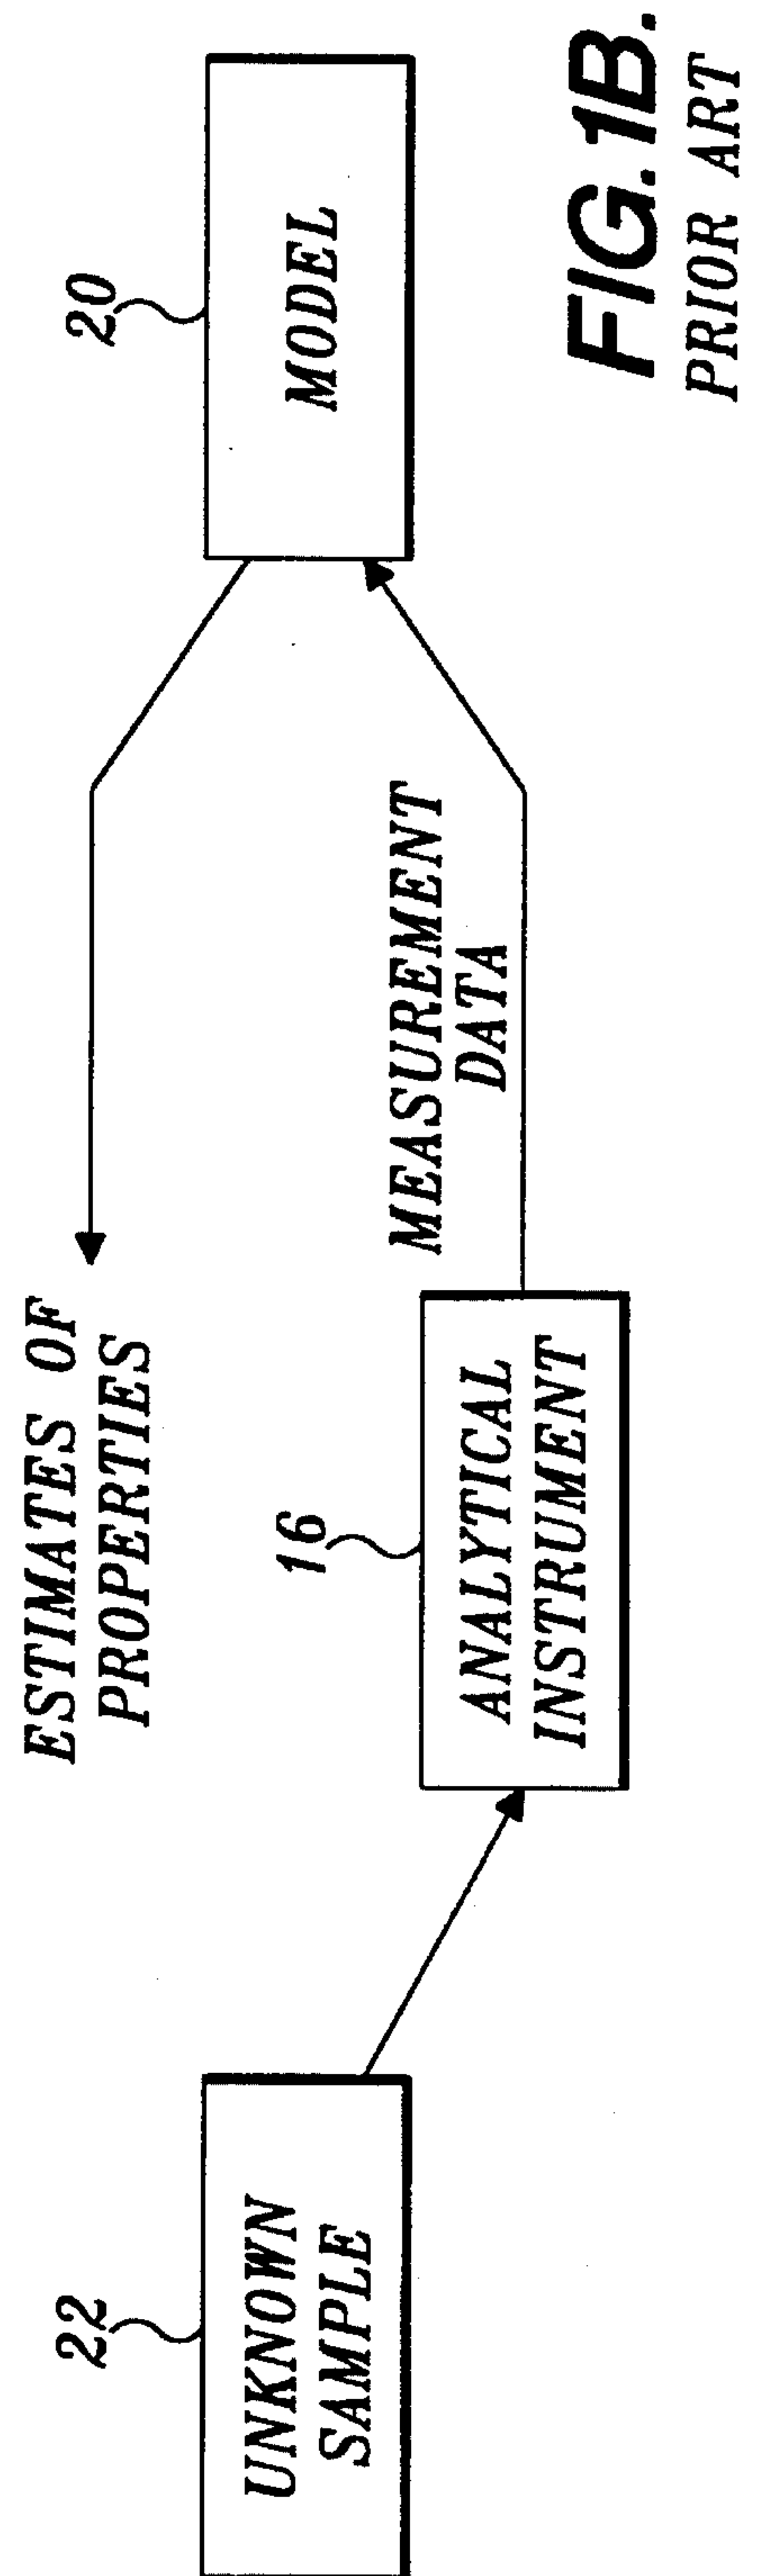 22
UNKNOWN
SAMPLE
16
ANALYTICAL
INSTRUMENT
MEASUREMENT
DATA
20
MODEL
ESTIMATES OF
PROPERTIES
FIG.1B.
PRIOR ART